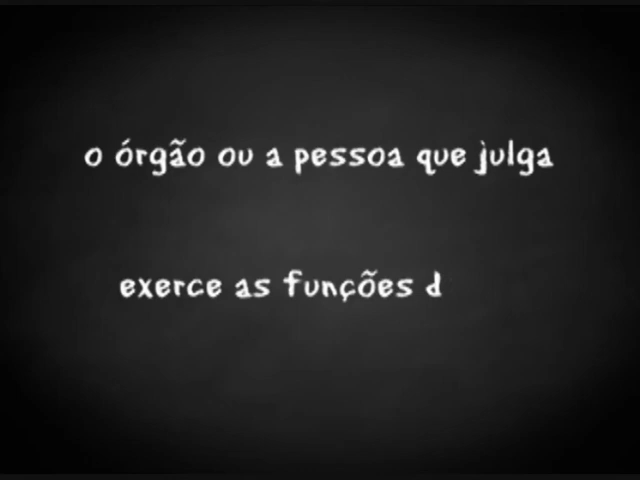 o órgão ou a pessoa que julga
exerce as funções d